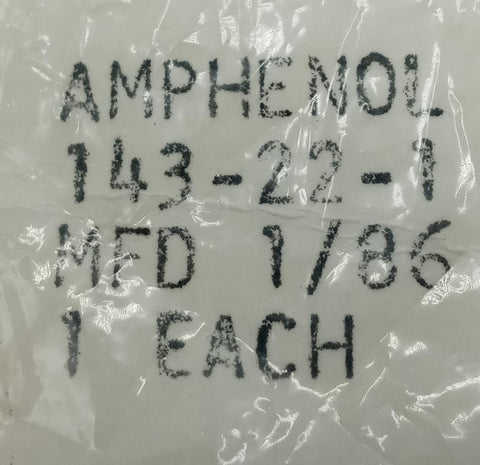 AMPHENOL
143-22-1
MFD 1/86
1 EACH